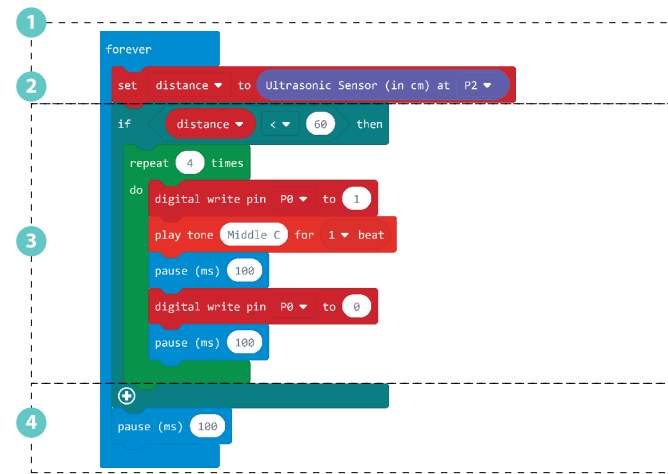 1
forever
2
set distance to Ultrasonic Sensor (in cm) at P2
if distance < 60 then
repeat 4 times
do
digital write pin P0 to 1
3
play tone Middle C for 1 beat
pause (ms) 100
digital write pin P0 to 0
pause (ms) 100
4
pause (ms) 100